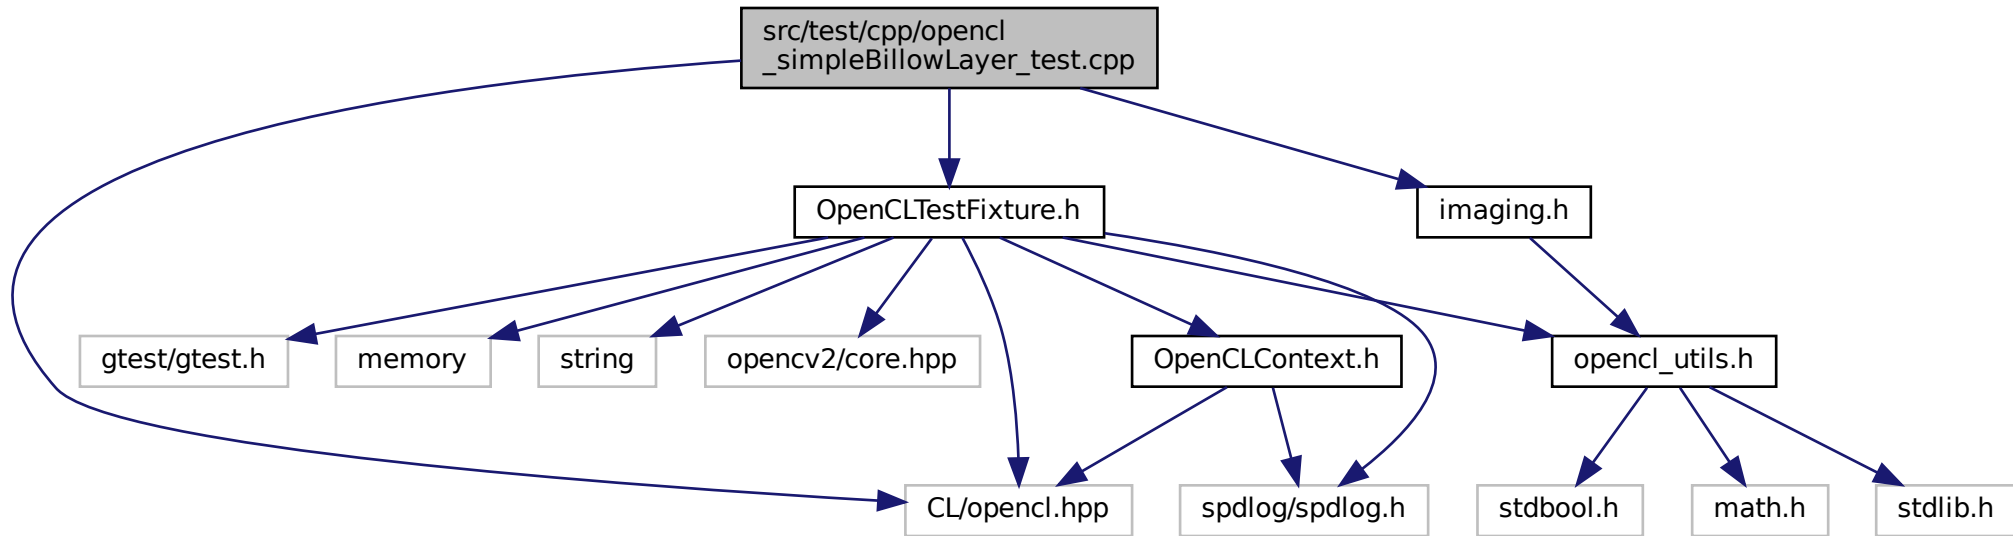 src/test/cpp/opencl
_simpleBillowLayer_test.cpp
OpenCLTestFixture.h
imaging.h
gtest/gtest.h
memory
string
opencv2/core.hpp
OpenCLContext.h
opencl_utils.h
CL/opencl.hpp
spdlog/spdlog.h
stdbool.h
math.h
stdlib.h